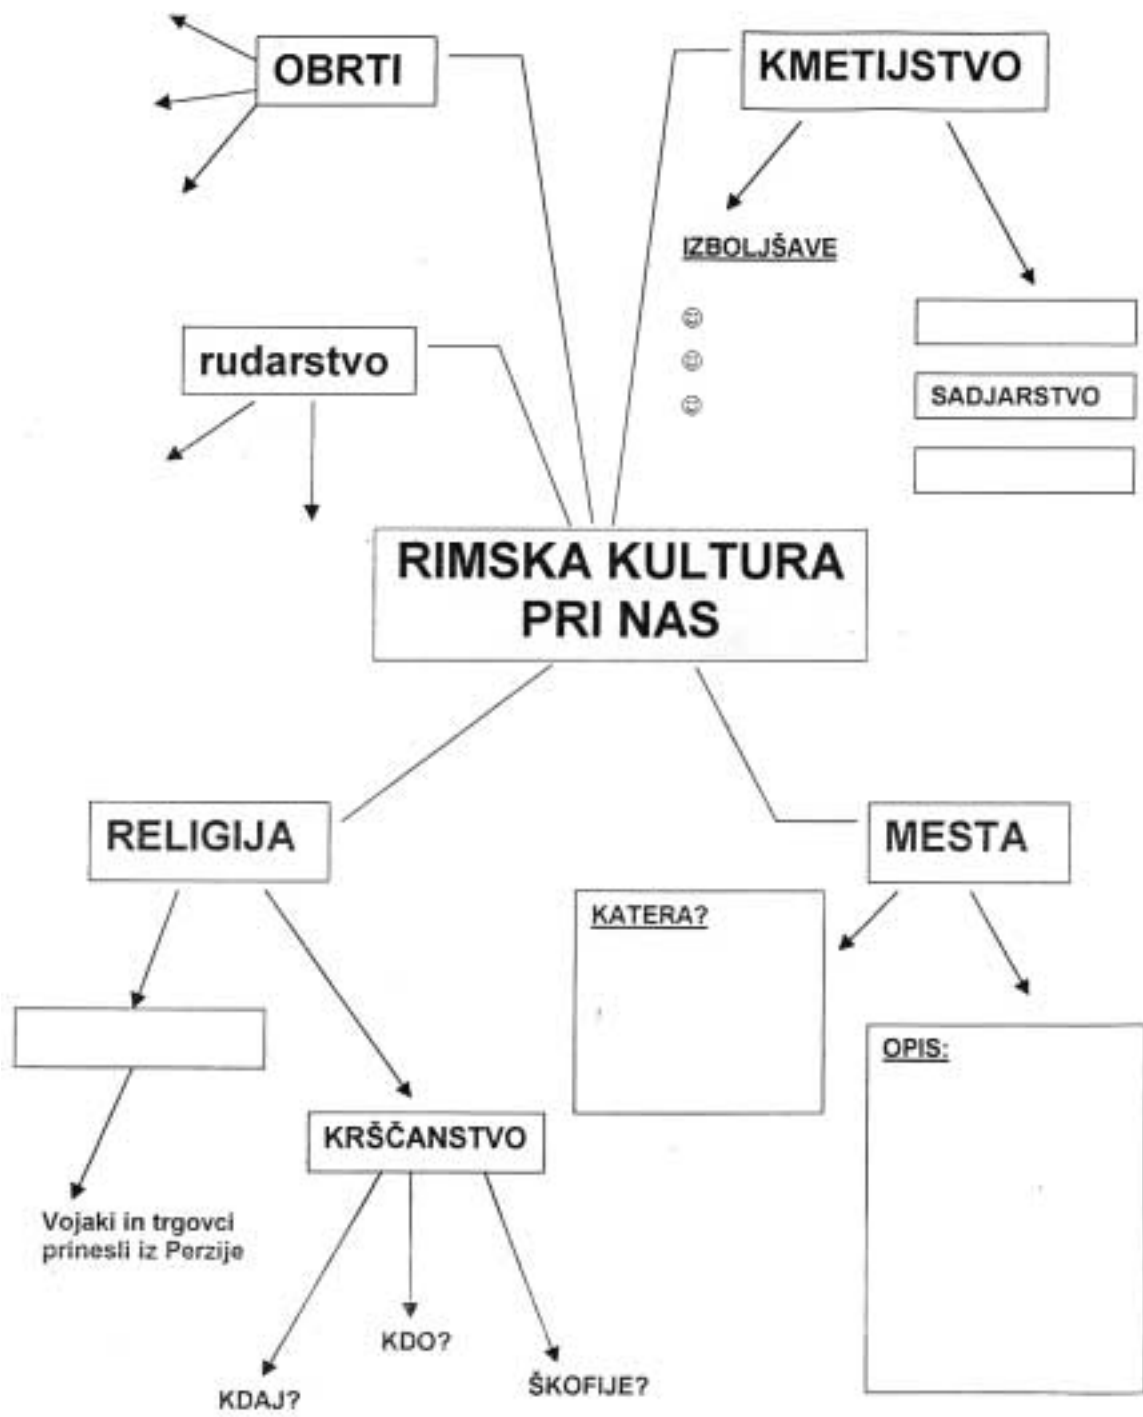 OBRTI
KMETIJSTVO
IZBOLJŠAVE
rudarstvo
SADJARSTVO
RIMSKA KULTURA
PRI NAS
RELIGIJA
MESTA
KATERA?
OPIS:
KRŠČANSTVO
Vojaki in trgovci
prinesli iz Perzije
KDO?
KDAJ?
ŠKOFIJE?